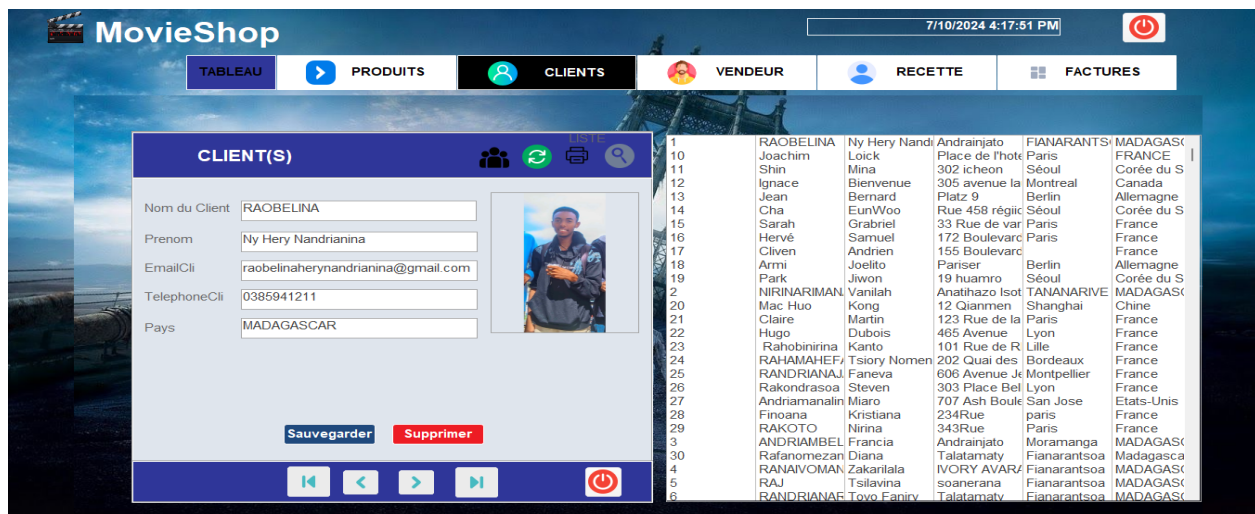 MovieShop
7/10/2024 4:17:51 PM
TABLEAU PRODUITS CLIENTS VENDEUR RECETTE FACTURES
LISTE
CLIENT(S)
Nom du Client RAOBELINA
Prenom Ny Hery Nandrianina
EmailCli raobelinaherynandrianina@gmail.com
TelephoneCli 0385941211
Pays MADAGASCAR
Sauvegarder Supprimer
1 RAOBELINA Ny Hery Nandr Andrainjato FIANARANTS MADAGASC
10 Joachim Loick Place de l'hote Paris FRANCE
11 Shin Mina 302 icheon Séoul Corée du S
12 Ignace Bienvenue 305 avenue la Montreal Canada
13 Jean Bernard Platz 9 Berlin Allemagne
14 Cha EunWoo Rue 458 régiic Séoul Corée du S
15 Sarah Grabriel 33 Rue de var Paris France
16 Hervé Samuel 172 Boulevard Paris France
17 Cliven Andrien 155 Boulevard France
18 Armi Joelito Pariser Berlin Allemagne
19 Park Jiwon 19 huamro Séoul Corée du S
2 NIRINARIMAN Vanilah Anatihazo Isot TANANARIVE MADAGASC
20 Mac Huo Kong 12 Qianmen Shanghai Chine
21 Claire Martin 123 Rue de la Paris France
22 Hugo Dubois 465 Avenue Lyon France
23 Rahobinirina Kanto 101 Rue de R Lille France
24 RAHAMAHEFA Tsiory Nomen 202 Quai des Bordeaux France
25 RANDRIANAJ Faneva 606 Avenue Je Montpellier France
26 Rakondrasoa Steven 303 Place Bel Lyon France
27 Andriamanalin Miaro 707 Ash Boule San Jose Etats-Unis
28 Finoana Kristiana 234Rue paris France
29 RAKOTO Nirina 343Rue Paris France
3 ANDRIAMBEL Francia Andrainjato Moramanga MADAGASC
30 Rafanomezan Diana Talatamaty Fianarantsoa Madagasca
4 RANAIVOMAN Zakarilala IVORY AVARA Fianarantsoa MADAGASC
5 RAJ Tsilavina soanerana Fianarantsoa MADAGASC
6 RANDRIANAR Toyo Faniry Talatamaty Fianarantsoa MADAGASC